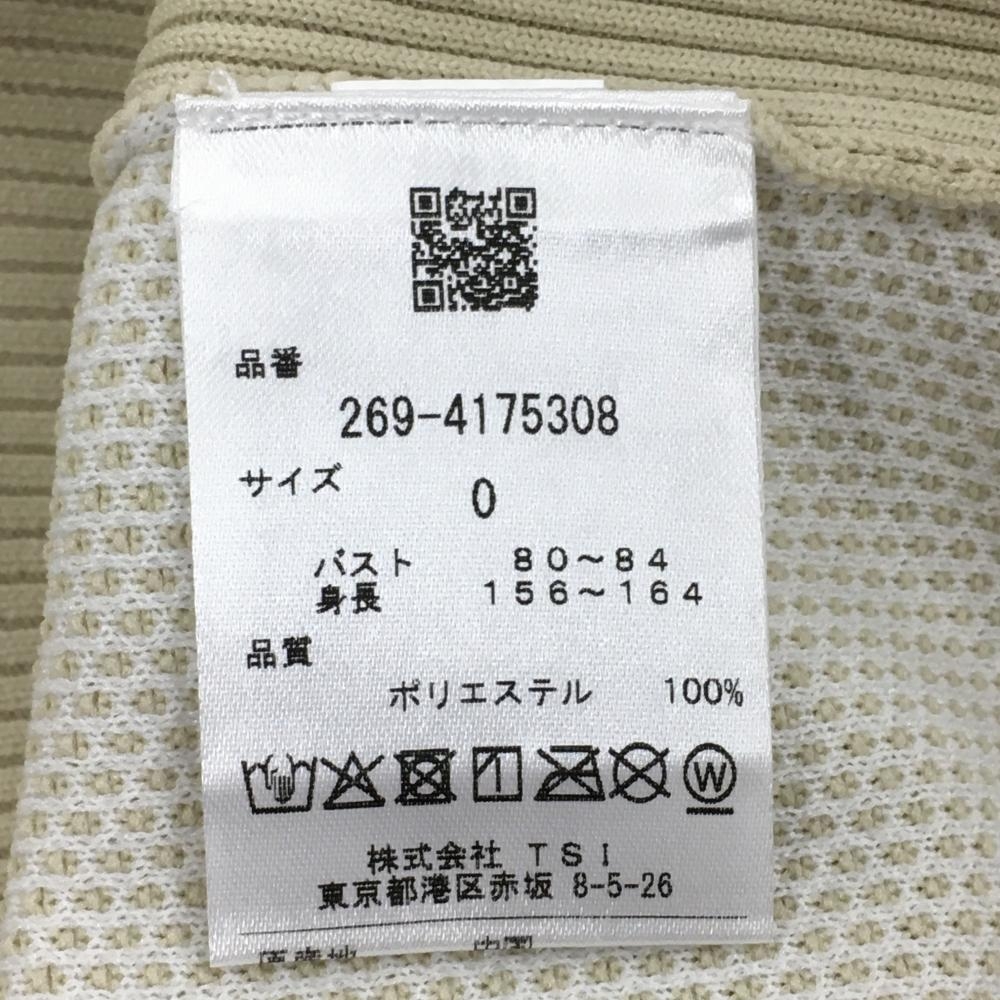 品番
269-4175308
サイズ 0
バスト 80～84
身長 156～164
品質
ポリエステル 100%
W
株式会社 TSI
東京都港区赤坂 8-5-26